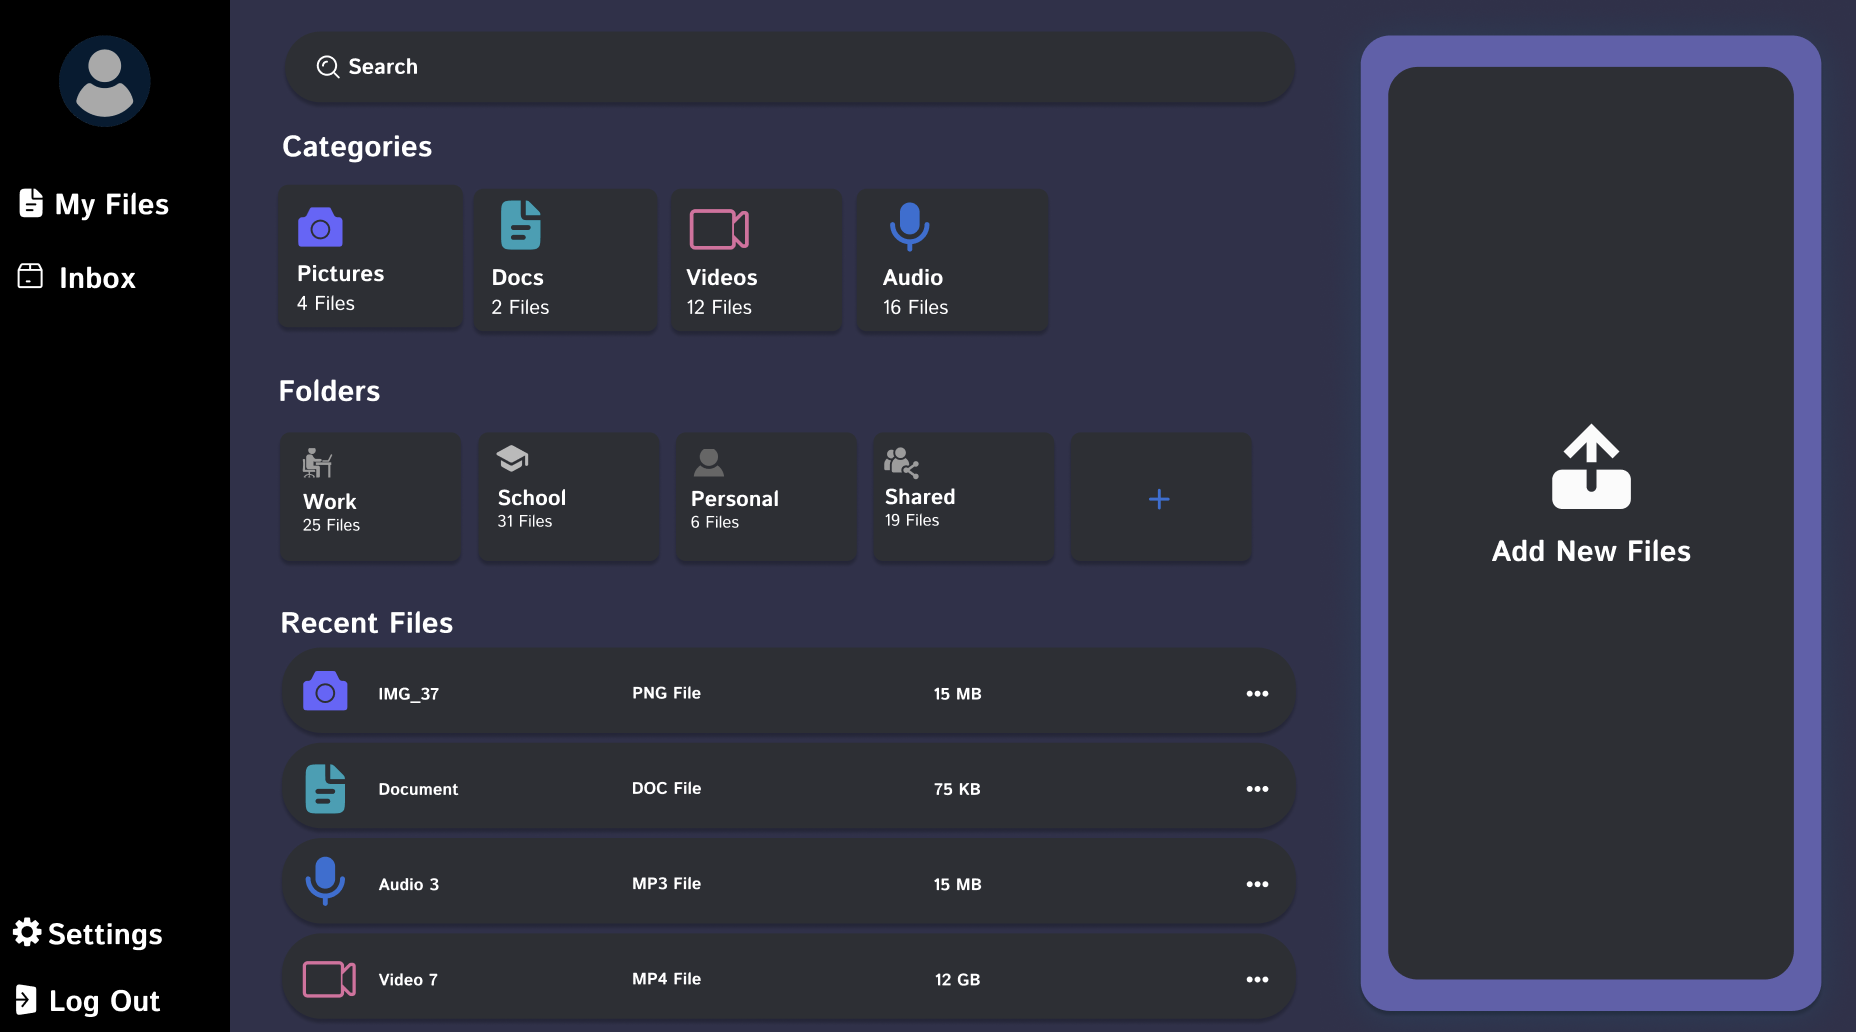 My Files
Inbox
Settings
Log Out
Search
Categories
Pictures
4 Files
Docs
2 Files
Videos
12 Files
Audio
16 Files
Folders
Work
25 Files
School
31 Files
Personal
6 Files
Shared
19 Files
+
Recent Files
IMG_37 PNG File 15 MB
Document DOC File 75 KB
Audio 3 MP3 File 15 MB
Video 7 MP4 File 12 GB
Add New Files